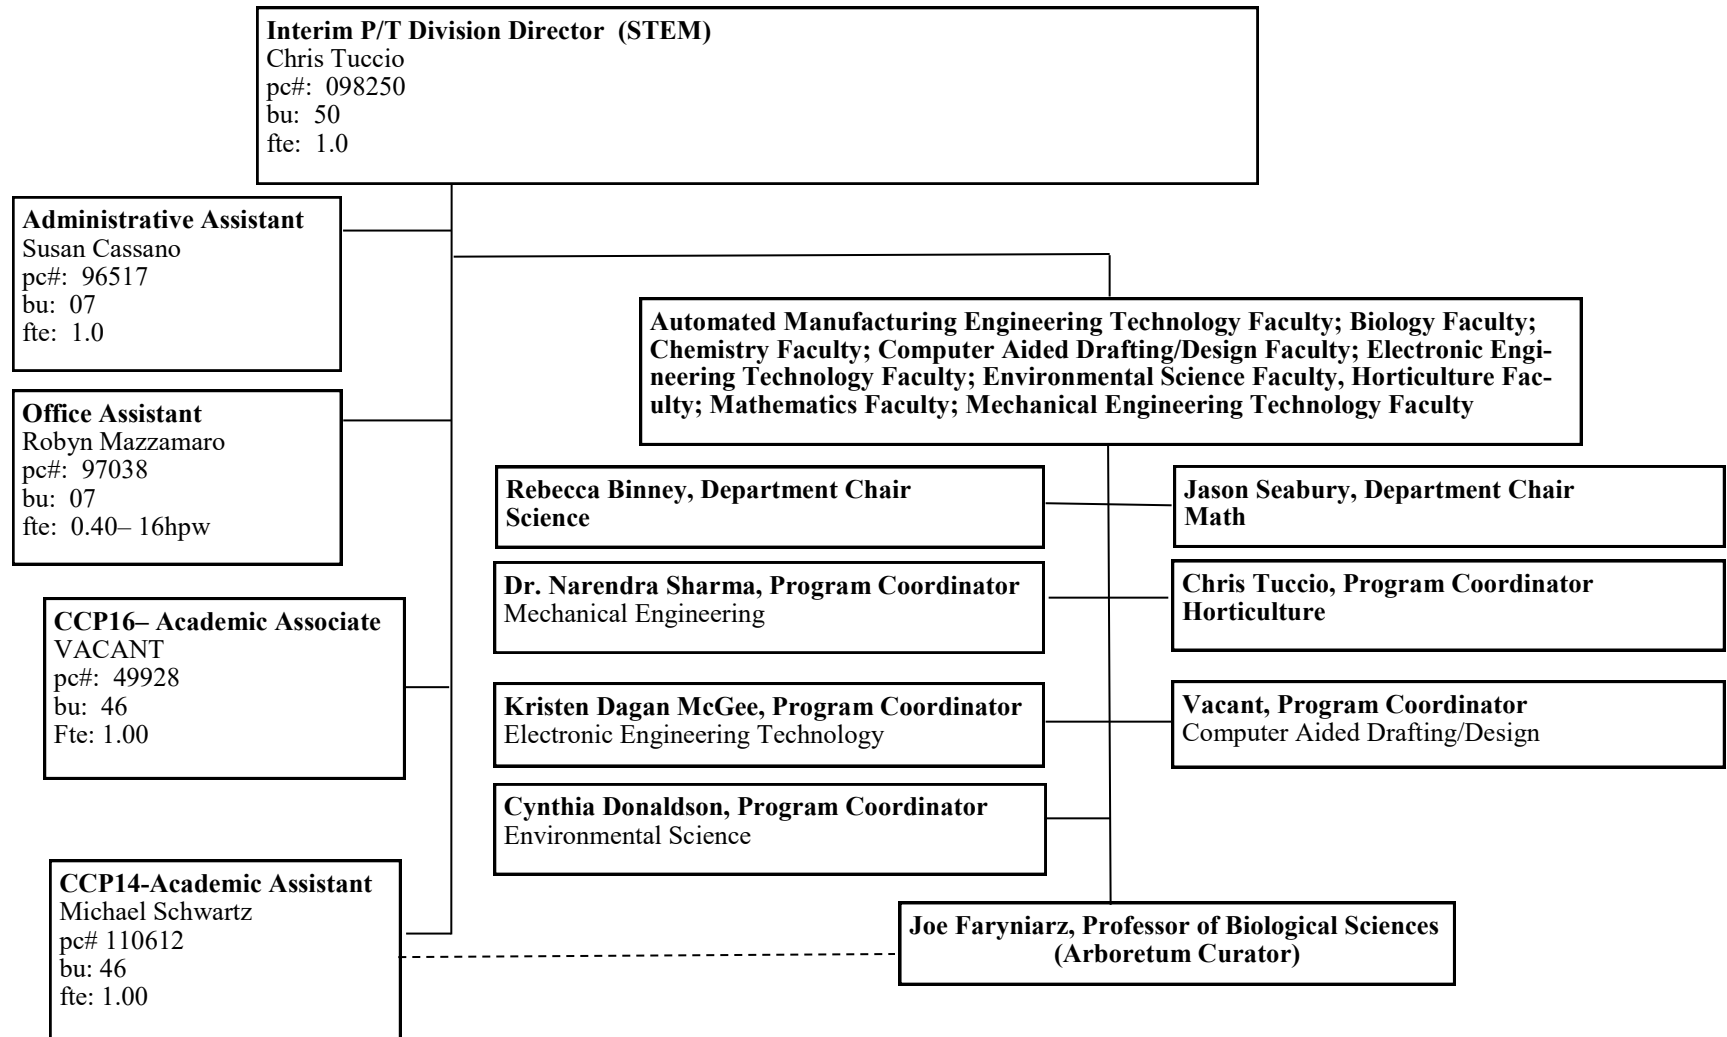 Interim P/T Division Director  (STEM)
Chris Tuccio
pc#:  098250
bu:  50
fte:  1.0
Administrative Assistant
Susan Cassano
pc#:  96517
bu:  07
fte:  1.0
Automated Manufacturing Engineering Technology Faculty; Biology Faculty;
Chemistry Faculty; Computer Aided Drafting/Design Faculty; Electronic Engi-
neering Technology Faculty; Environmental Science Faculty, Horticulture Fac-
ulty; Mathematics Faculty; Mechanical Engineering Technology Faculty
Office Assistant
Robyn Mazzamaro
pc#:  97038
bu:  07
fte:  0.40– 16hpw
Rebecca Binney, Department Chair
Science
Jason Seabury, Department Chair
Math
Dr. Narendra Sharma, Program Coordinator
Mechanical Engineering
Chris Tuccio, Program Coordinator
Horticulture
CCP16– Academic Associate
VACANT
pc#:  49928
bu:  46
Fte: 1.00
Kristen Dagan McGee, Program Coordinator
Electronic Engineering Technology
Vacant, Program Coordinator
Computer Aided Drafting/Design
Cynthia Donaldson, Program Coordinator
Environmental Science
CCP14-Academic Assistant
Michael Schwartz
pc# 110612
bu: 46
fte: 1.00
Joe Faryniarz, Professor of Biological Sciences
(Arboretum Curator)